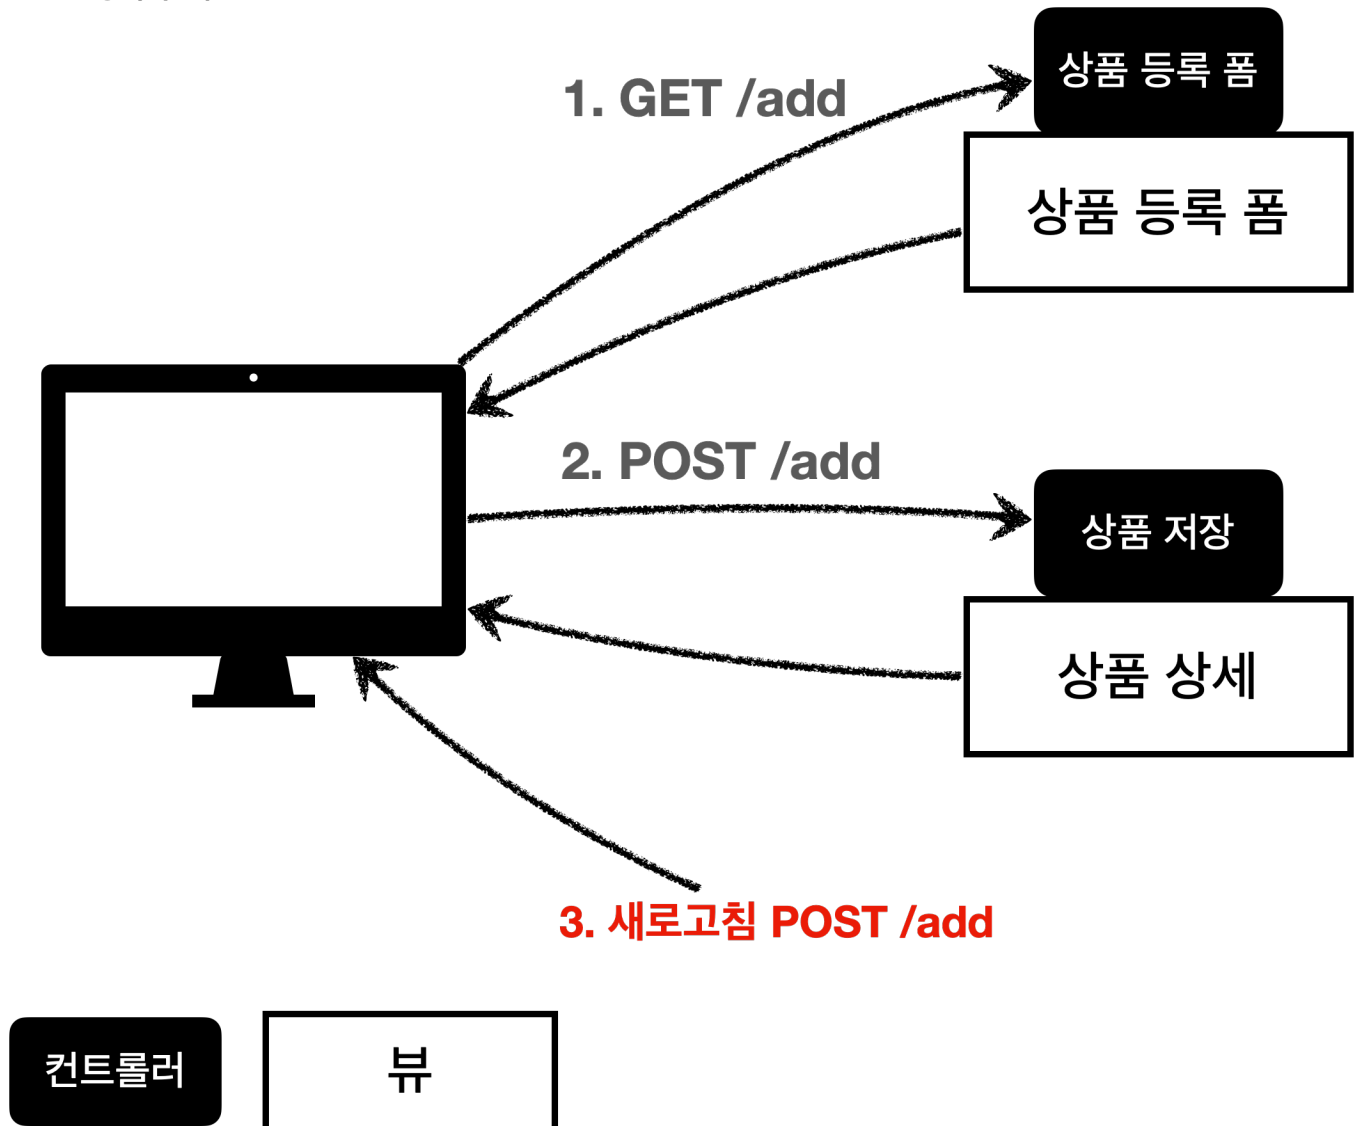 1. GET /add
상품 등록 폼
상품 등록 폼
2. POST /add
상품 저장
상품 상세
3. 새로고침 POST /add
컨트롤러
뷰